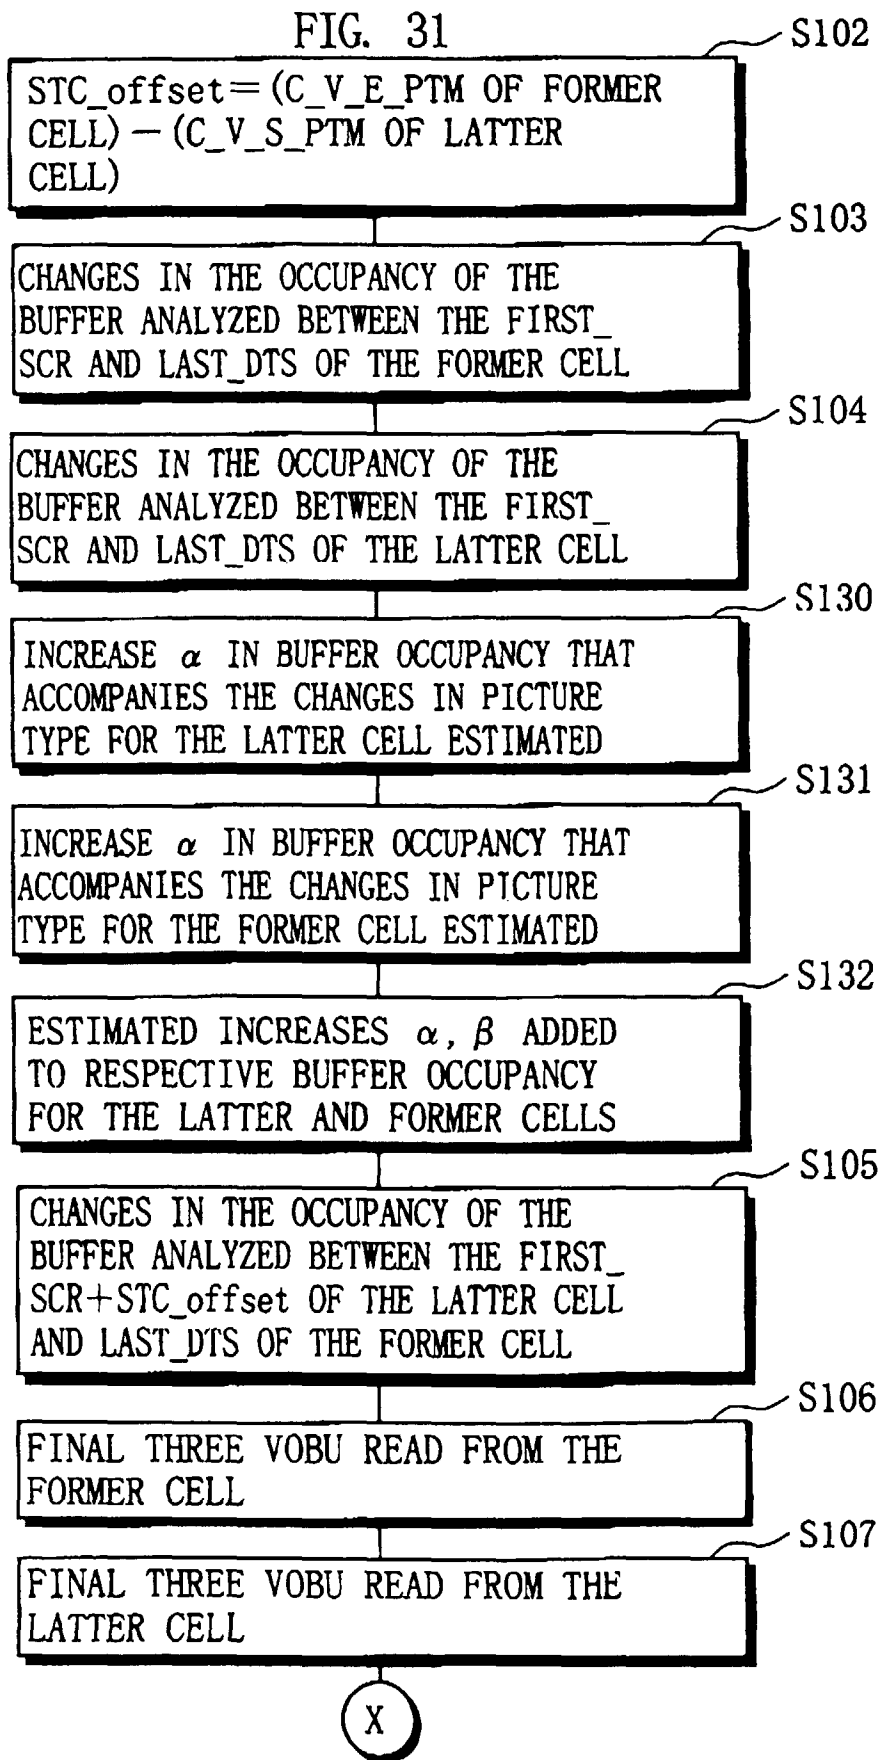 FIG. 31
S102
STC_offset=(C_V_E_PTM OF FORMER
CELL)-(C_V_S_PTM OF LATTER
CELL)
S103
CHANGES IN THE OCCUPANCY OF THE
BUFFER ANALYZED BETWEEN THE FIRST_
SCR AND LAST_DTS OF THE FORMER CELL
S104
CHANGES IN THE OCCUPANCY OF THE
BUFFER ANALYZED BETWEEN THE FIRST_
SCR AND LAST_DTS OF THE LATTER CELL
S130
INCREASE α IN BUFFER OCCUPANCY THAT
ACCOMPANIES THE CHANGES IN PICTURE
TYPE FOR THE LATTER CELL ESTIMATED
S131
INCREASE α IN BUFFER OCCUPANCY THAT
ACCOMPANIES THE CHANGES IN PICTURE
TYPE FOR THE FORMER CELL ESTIMATED
S132
ESTIMATED INCREASES α, β ADDED
TO RESPECTIVE BUFFER OCCUPANCY
FOR THE LATTER AND FORMER CELLS
S105
CHANGES IN THE OCCUPANCY OF THE
BUFFER ANALYZED BETWEEN THE FIRST_
SCR+STC_offset OF THE LATTER CELL
AND LAST_DTS OF THE FORMER CELL
S106
FINAL THREE VOBU READ FROM THE
FORMER CELL
S107
FINAL THREE VOBU READ FROM THE
LATTER CELL
X